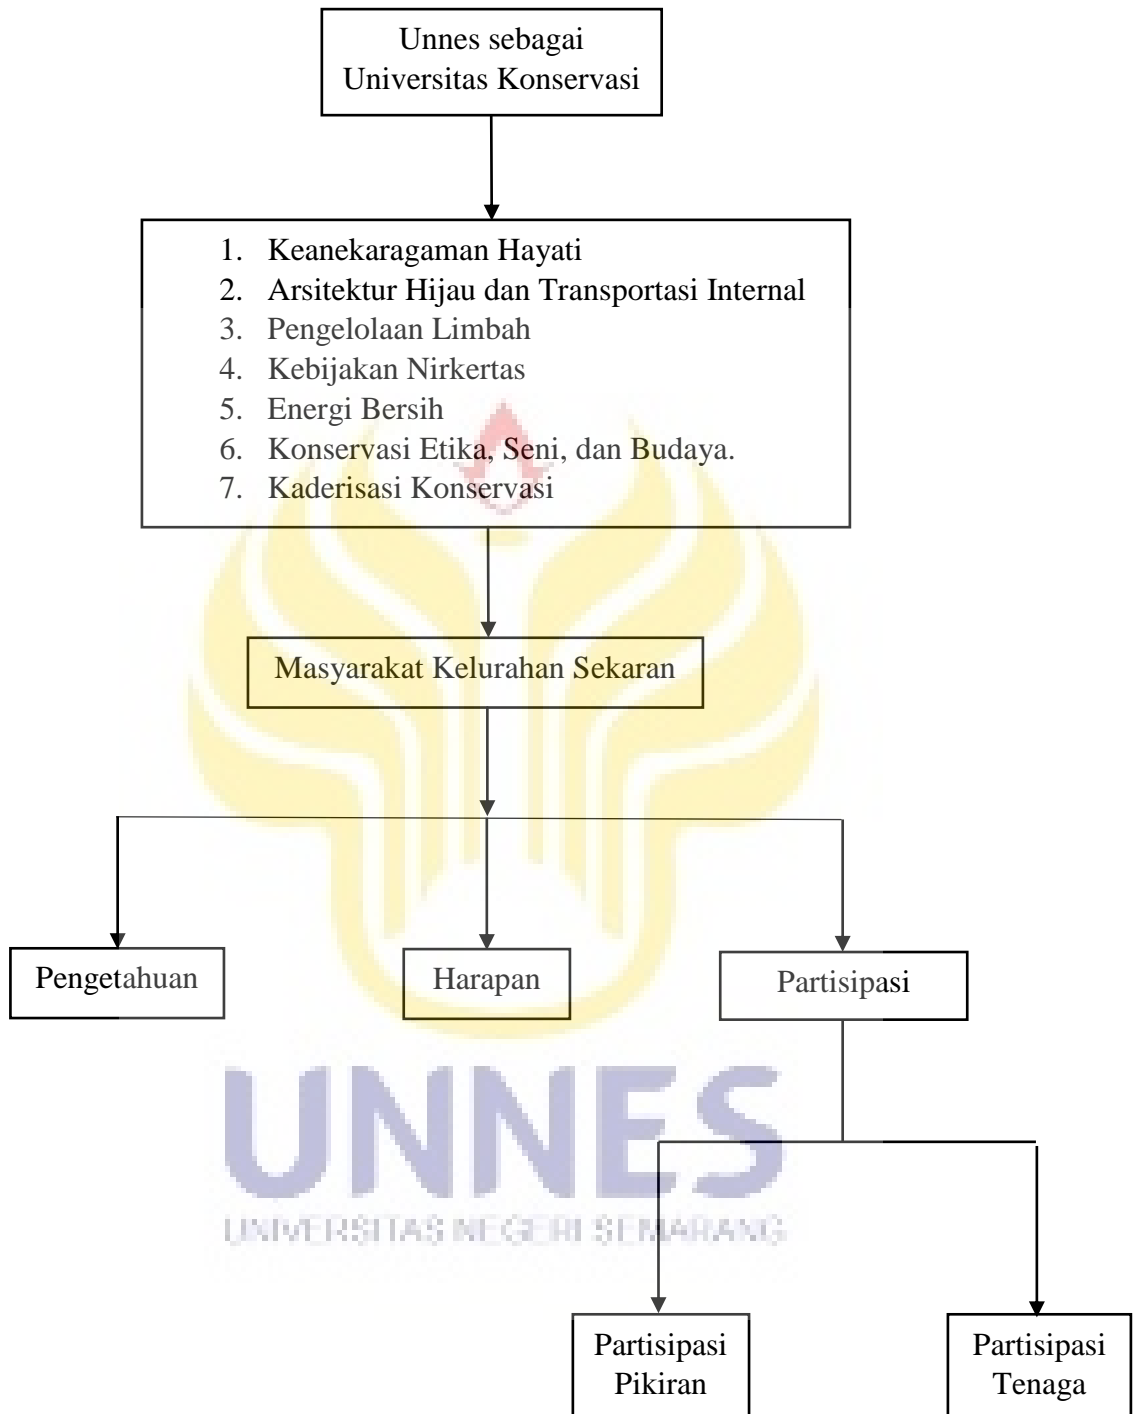 Unnes sebagai
Universitas Konservasi
1. Keanekaragaman Hayati
2. Arsitektur Hijau dan Transportasi Internal
3. Pengelolaan Limbah
4. Kebijakan Nirkertas
5. Energi Bersih
6. Konservasi Etika, Seni, dan Budaya.
7. Kaderisasi Konservasi
Masyarakat Kelurahan Sekaran
Pengetahuan
Harapan
Partisipasi
UNNES
UNIVERSITAS NEGERI SEMARANG
Partisipasi
Pikiran
Partisipasi
Tenaga